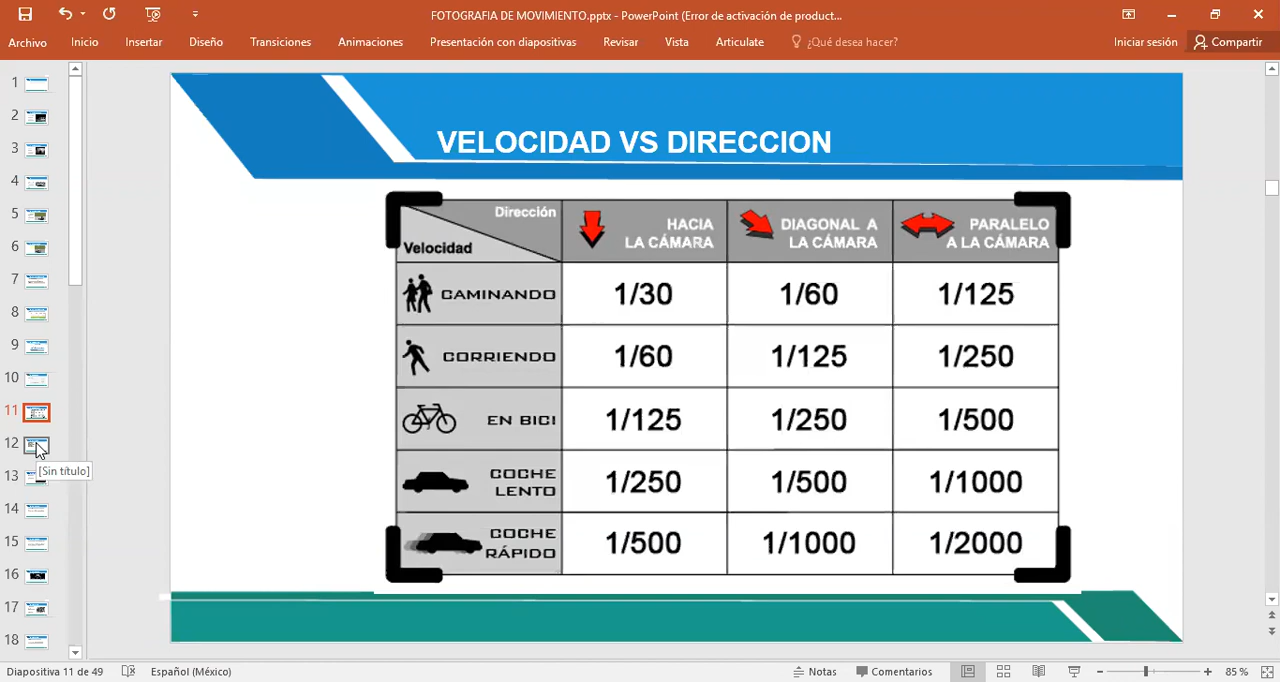 FOTOGRAFIA DE MOVIMIENTO.pptx - PowerPoint (Error de activación de product...
Archivo Inicio Insertar Diseño Transiciones Animaciones Presentación con diapositivas Revisar Vista Articulate ¿Qué desea hacer? Iniciar sesión Compartir
1
2
3
4
5
6
7
8
9
10
11
12
[Sin título]
13
14
15
16
17
18
VELOCIDAD VS DIRECCION
Dirección
Velocidad
HACIA
LA CÁMARA
DIAGONAL A
LA CÁMARA
PARALELO
A LA CÁMARA
CAMINANDO 1/30 1/60 1/125
CORRIENDO 1/60 1/125 1/250
EN BICI 1/125 1/250 1/500
COCHE
LENTO 1/250 1/500 1/1000
COCHE
RÁPIDO 1/500 1/1000 1/2000
Diapositiva 11 de 49 Español (México) Notas Comentarios 85 %